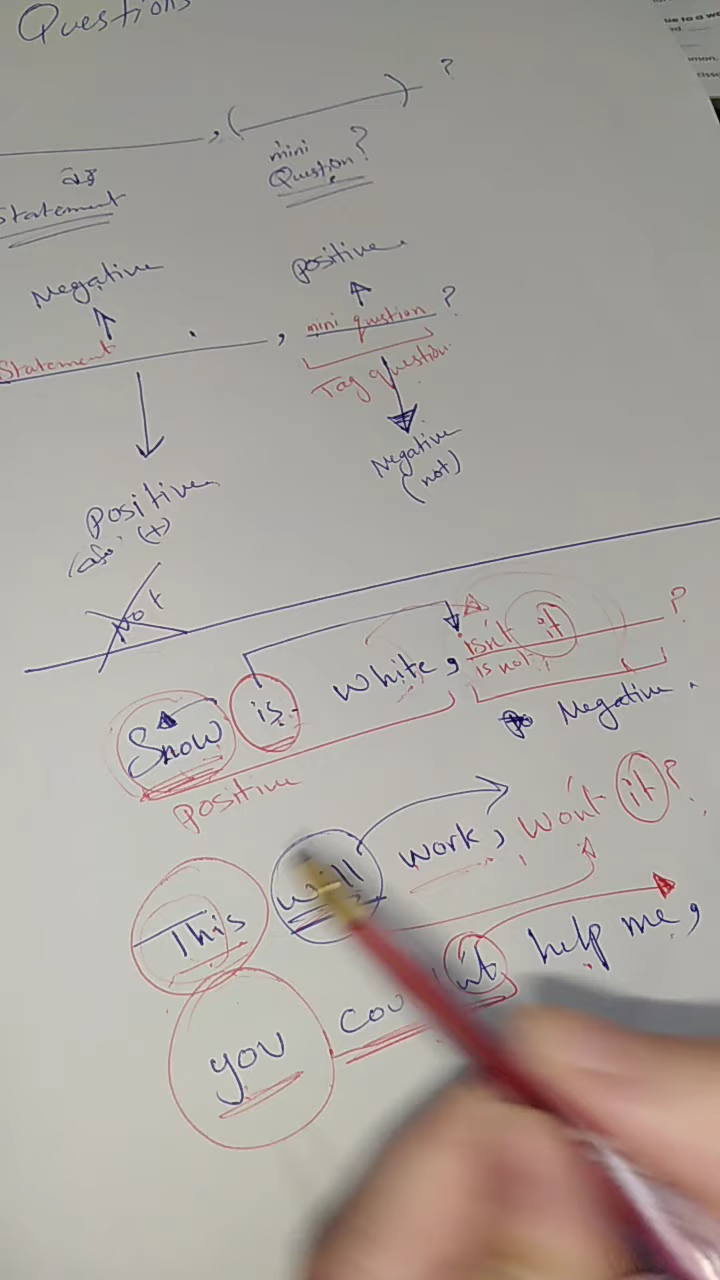 Questions
, ( ) ?
mini
Question?
Statement
Negative
positive
Statement , mini question ?
Tag question
Positive
(+)
Negative
(not)
Not
Snow is white, isn't it ?
is not
positive
Negative.
This will work, won't it?
you help me,